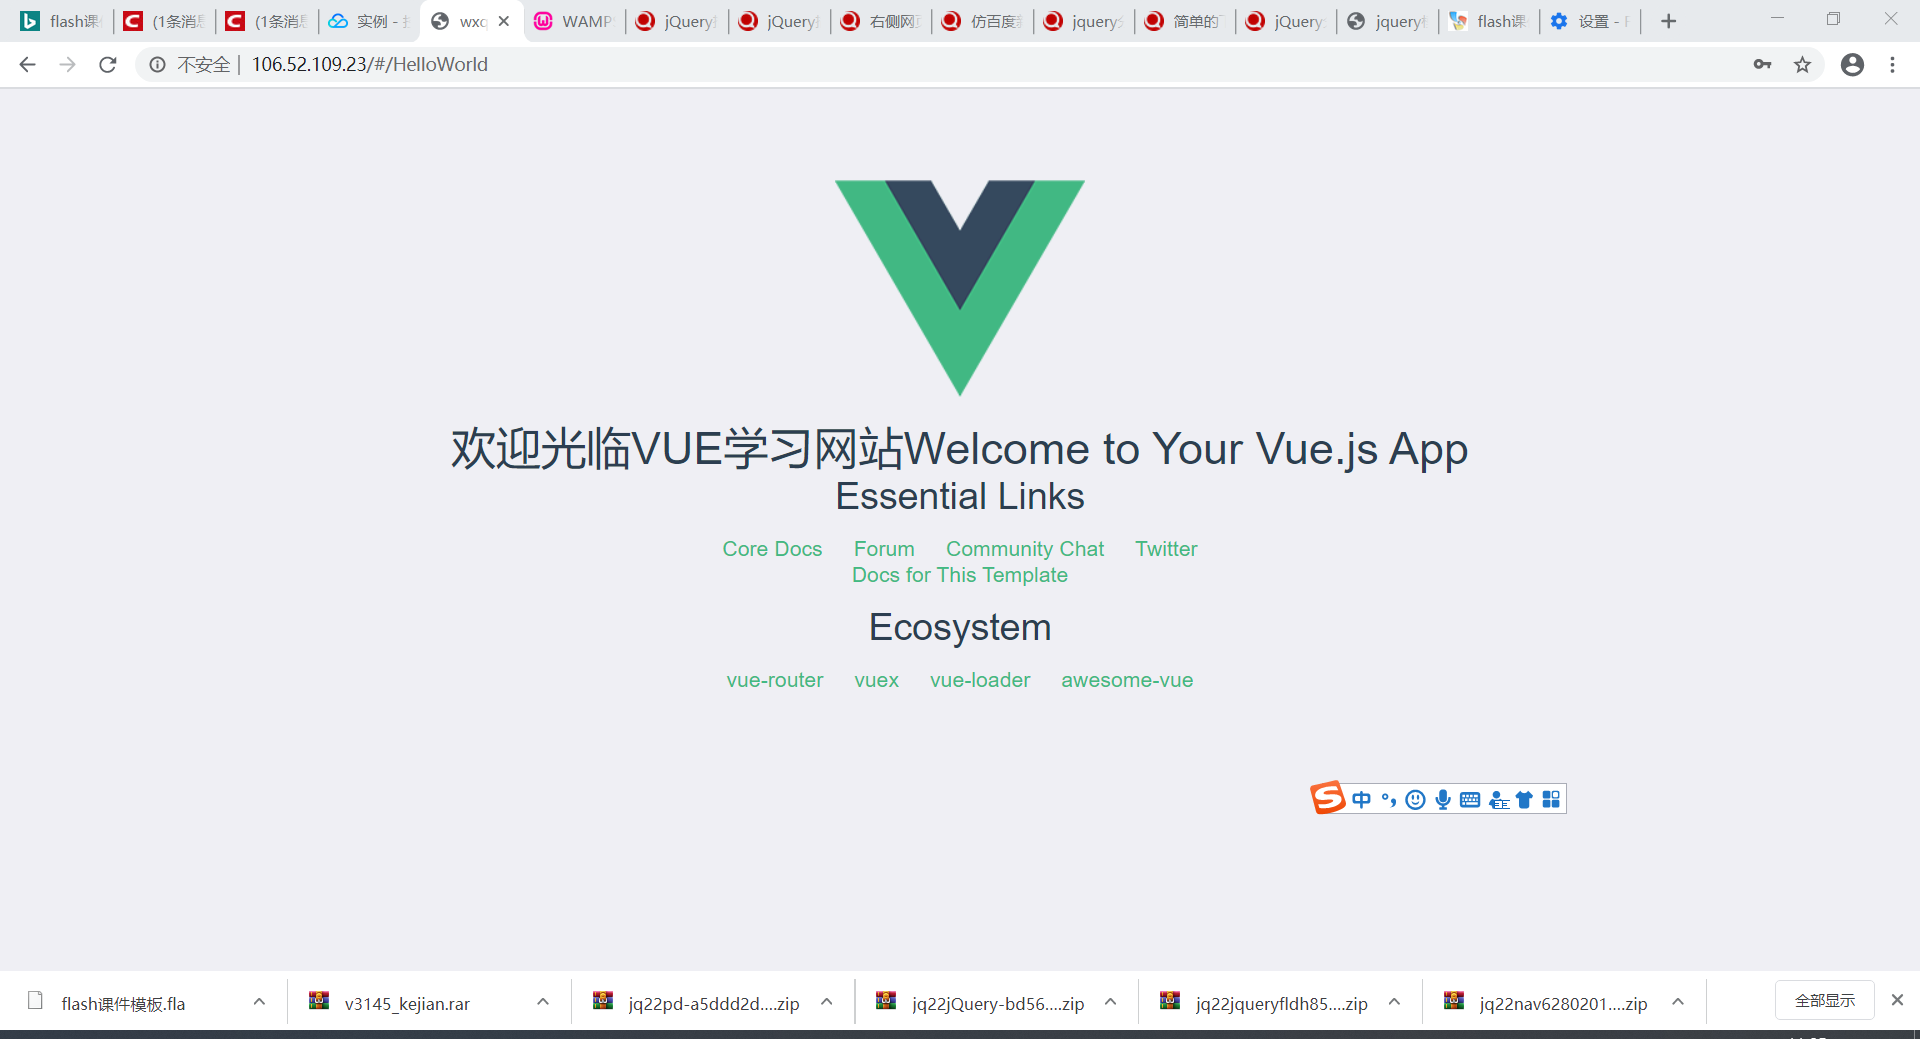 flash课
(1条消息
(1条消息
实例 -
wxq
WAMP
jQuery
jQuery
右侧网页
仿百度
jquery
简单的
jQuery
jquery
flash课
设置 -
不安全 | 106.52.109.23/#/HelloWorld
欢迎光临VUE学习网站Welcome to Your Vue.js App
Essential Links
Core Docs Forum Community Chat Twitter
Docs for This Template
Ecosystem
vue-router vuex vue-loader awesome-vue
S 中
flash课件模板.fla
v3145_kejian.rar
jq22pd-a5ddd2d....zip
jq22jQuery-bd56....zip
jq22jqueryfldh85....zip
jq22nav6280201....zip
全部显示